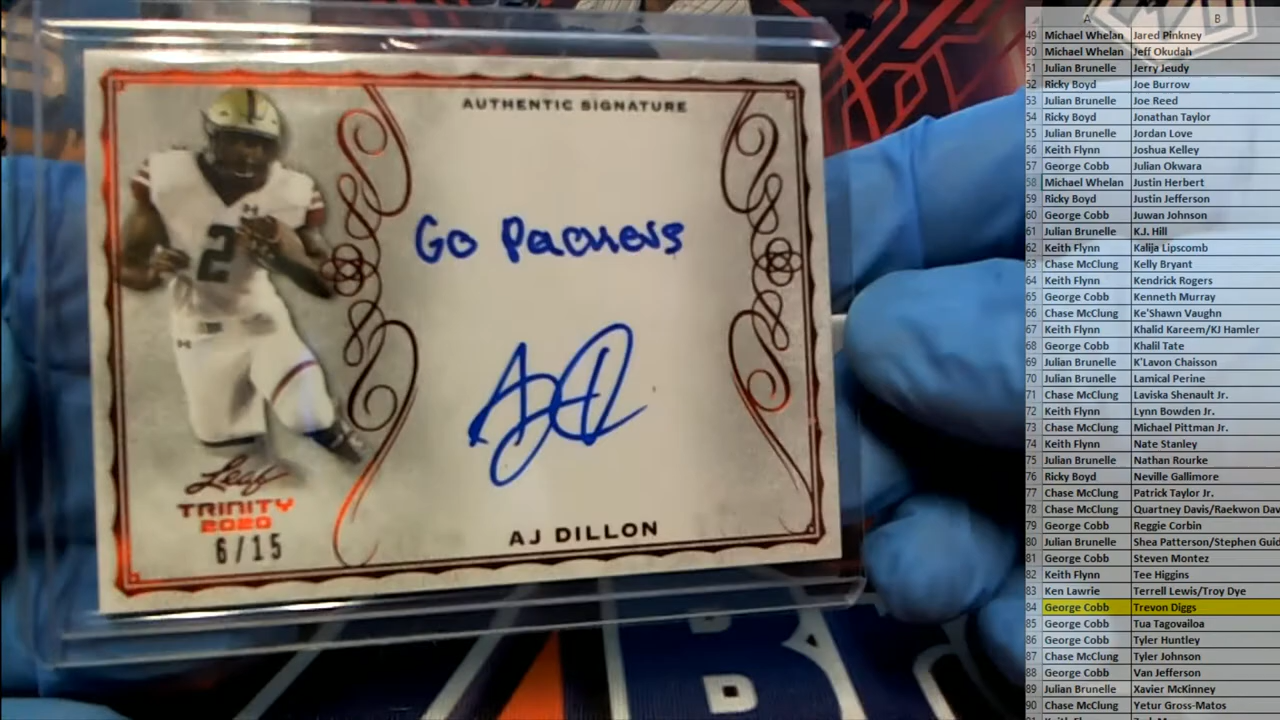 AUTHENTIC SIGNATURE
Go Packers
2
Leaf
TRINITY
2020
6/15
AJ DILLON
A B
49 Michael Whelan Jared Pinkney
50 Michael Whelan Jeff Okudah
51 Julian Brunelle Jerry Jeudy
52 Ricky Boyd Joe Burrow
53 Julian Brunelle Joe Reed
54 Ricky Boyd Jonathan Taylor
55 Julian Brunelle Jordan Love
56 Keith Flynn Joshua Kelley
57 George Cobb Julian Okwara
58 Michael Whelan Justin Herbert
59 Ricky Boyd Justin Jefferson
60 George Cobb Juwan Johnson
61 Julian Brunelle K.J. Hill
62 Keith Flynn Kalija Lipscomb
63 Chase McClung Kelly Bryant
64 Keith Flynn Kendrick Rogers
65 George Cobb Kenneth Murray
66 Chase McClung Ke'Shawn Vaughn
67 Keith Flynn Khalid Kareem/KJ Hamler
68 George Cobb Khalil Tate
69 Julian Brunelle K'Lavon Chaisson
70 Julian Brunelle Lamical Perine
71 Chase McClung Laviska Shenault Jr.
72 Keith Flynn Lynn Bowden Jr.
73 Chase McClung Michael Pittman Jr.
74 Keith Flynn Nate Stanley
75 Julian Brunelle Nathan Rourke
76 Ricky Boyd Neville Gallimore
77 Chase McClung Patrick Taylor Jr.
78 Chase McClung Quartney Davis/Raekwon Dav
79 George Cobb Reggie Corbin
80 Julian Brunelle Shea Patterson/Stephen Guid
81 George Cobb Steven Montez
82 Keith Flynn Tee Higgins
83 Ken Lawrie Terrell Lewis/Troy Dye
84 George Cobb Trevon Diggs
85 George Cobb Tua Tagovailoa
86 George Cobb Tyler Huntley
87 Chase McClung Tyler Johnson
88 George Cobb Van Jefferson
89 Julian Brunelle Xavier McKinney
90 Chase McClung Yetur Gross-Matos